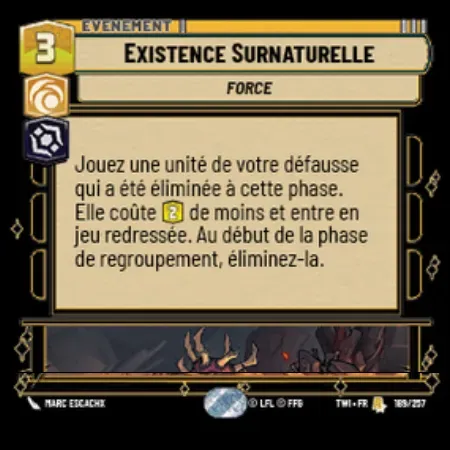 EVENEMENT
3
EXISTENCE SURNATURELLE
FORCE
Jouez une unité de votre défausse
qui a été éliminée à cette phase.
Elle coûte 2 de moins et entre en
jeu redressée. Au début de la phase
de regroupement, éliminez-la.
MARC ESCACHX © LFL © FFG TWI • FR 189/257